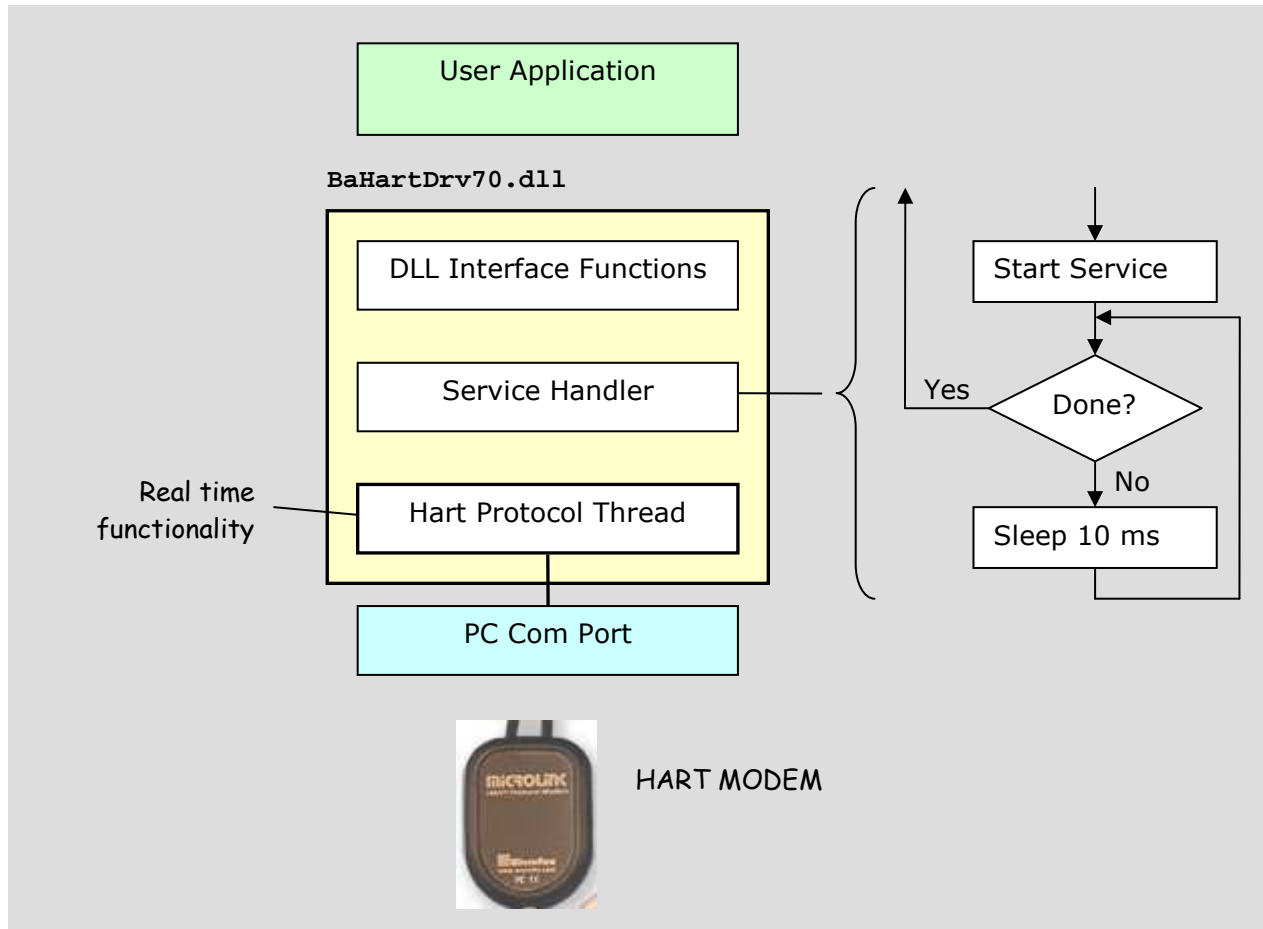 User Application
BaHartDrv70.dll
DLL Interface Functions
Service Handler
Real time
functionality
Hart Protocol Thread
PC Com Port
Start Service
Yes
Done?
No
Sleep 10 ms
MICROLINK
HART MODEM